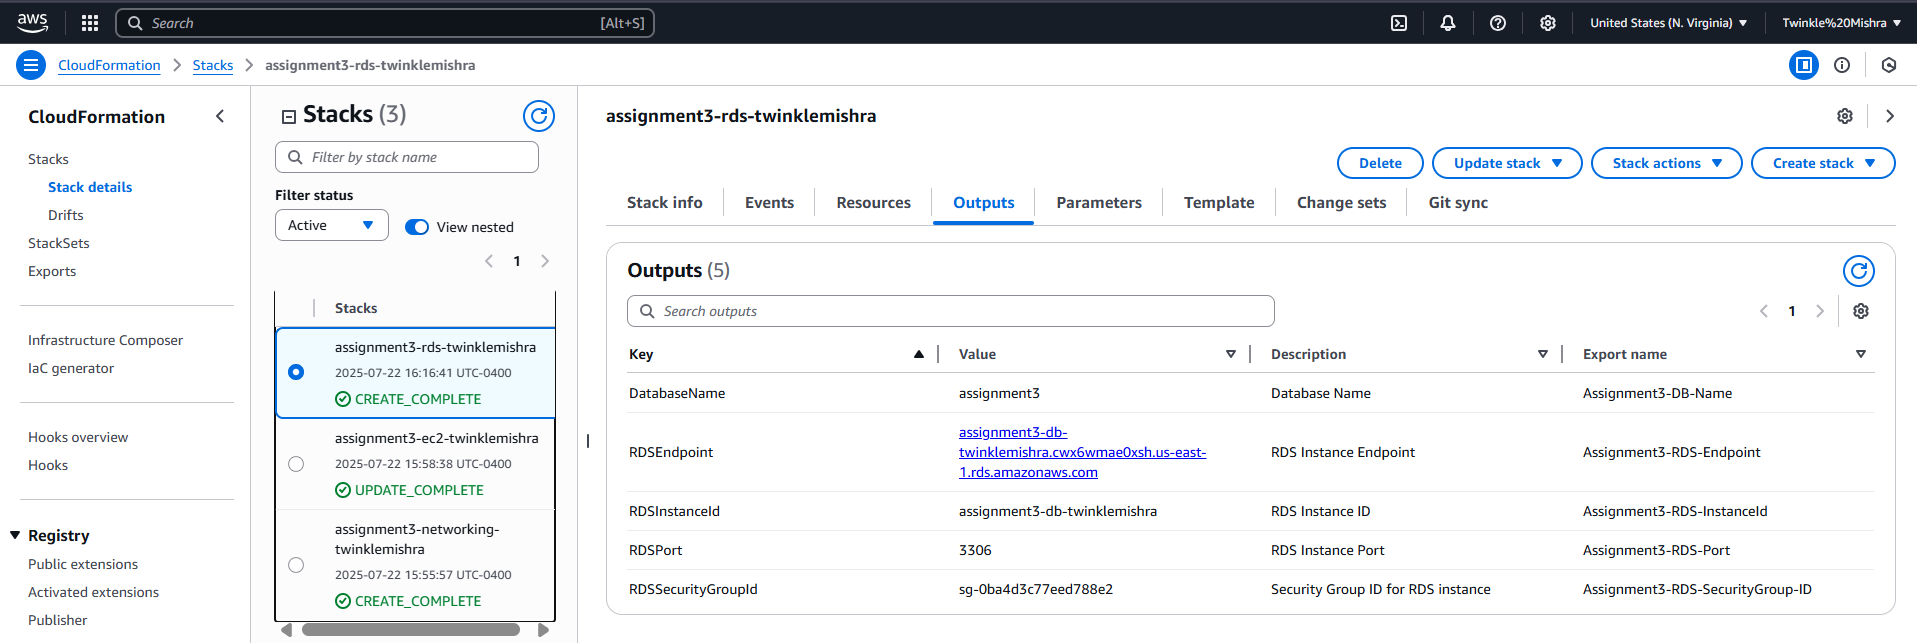 aws
Search [Alt+S]
United States (N. Virginia)
Twinkle%20Mishra
CloudFormation
Stacks
assignment3-rds-twinklemishra
CloudFormation
Stacks
Stack details
Drifts
StackSets
Exports
Infrastructure Composer
IaC generator
Hooks overview
Hooks
Registry
Public extensions
Activated extensions
Publisher
Stacks (3)
Filter by stack name
Filter status
Active
View nested
1
Stacks
assignment3-rds-twinklemishra
2025-07-22 16:16:41 UTC-0400
CREATE_COMPLETE
assignment3-ec2-twinklemishra
2025-07-22 15:58:38 UTC-0400
UPDATE_COMPLETE
assignment3-networking-
twinklemishra
2025-07-22 15:55:57 UTC-0400
CREATE_COMPLETE
assignment3-rds-twinklemishra
Delete
Update stack
Stack actions
Create stack
Stack info
Events
Resources
Outputs
Parameters
Template
Change sets
Git sync
Outputs (5)
Search outputs
1
Key Value Description Export name
DatabaseName assignment3 Database Name Assignment3-DB-Name
RDSEndpoint
assignment3-db-
twinklemishra.cwx6wmae0xsh.us-east-
1.rds.amazonaws.com
RDS Instance Endpoint
Assignment3-RDS-Endpoint
RDSInstanceId assignment3-db-twinklemishra RDS Instance ID Assignment3-RDS-InstanceId
RDSPort 3306 RDS Instance Port Assignment3-RDS-Port
RDSSecurityGroupId sg-0ba4d3c77eed788e2 Security Group ID for RDS instance Assignment3-RDS-SecurityGroup-ID